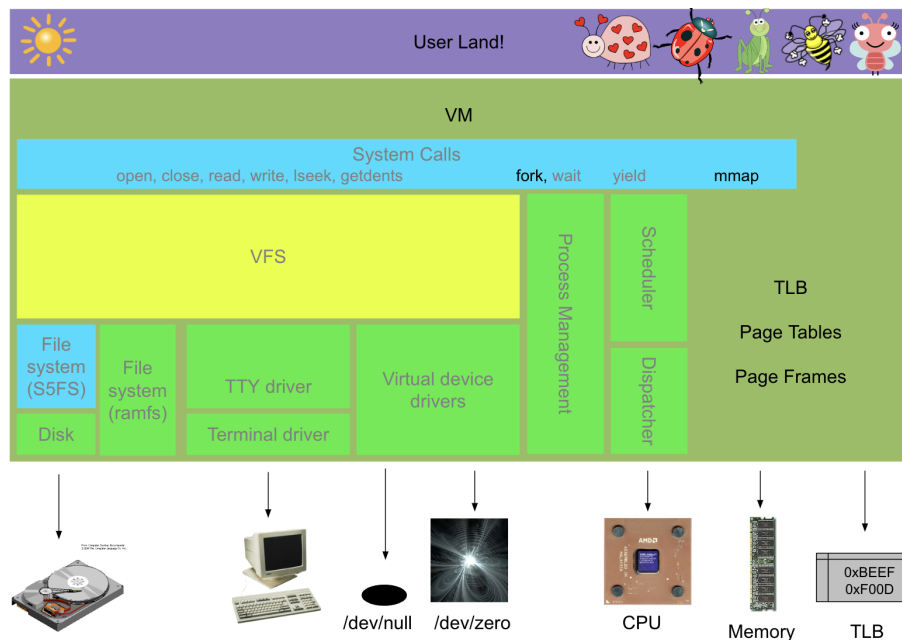 User Land!
VM
System Calls
open, close, read, write, lseek, getdents
fork, wait
yield
mmap
VFS
Process Management
Scheduler
TLB
Page Tables
Page Frames
File
system
(S5FS)
File
system
(ramfs)
TTY driver
Virtual device
drivers
Dispatcher
Disk
Terminal driver
AMD
0xBEEF
0xF00D
/dev/null
/dev/zero
CPU
Memory
TLB